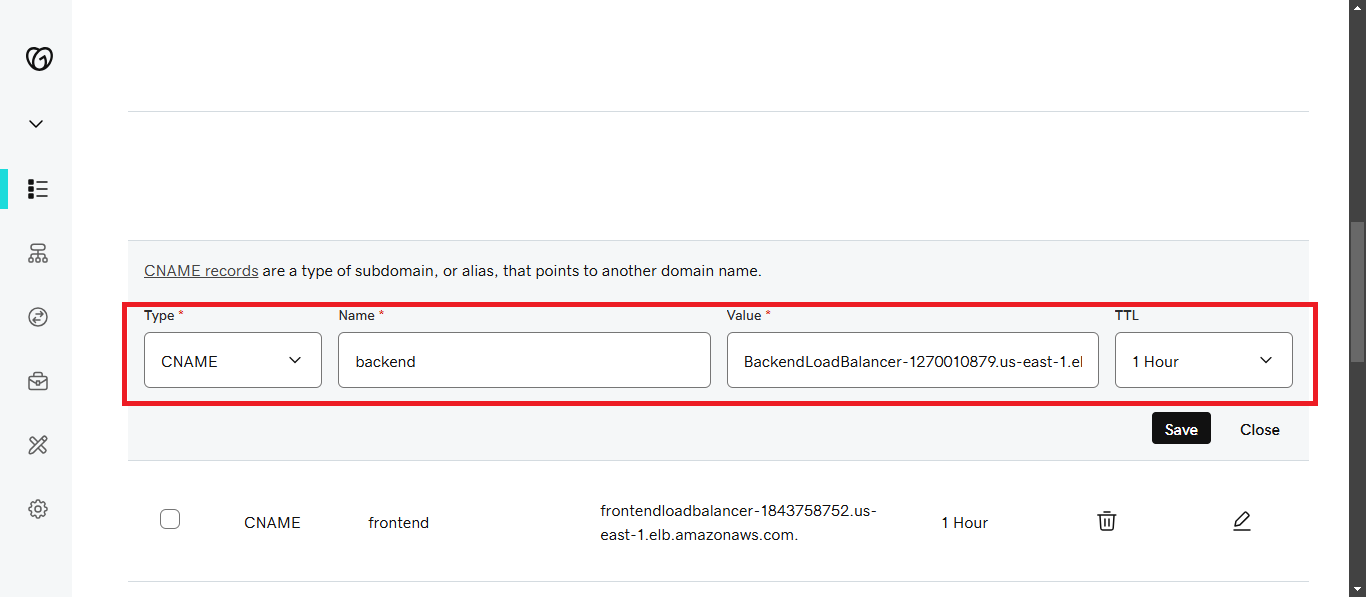 CNAME records are a type of subdomain, or alias, that points to another domain name.
Type * Name * Value * TTL
CNAME backend BackendLoadBalancer-1270010879.us-east-1.el 1 Hour
Save Close
CNAME frontend frontendloadbalancer-1843758752.us-east-1.elb.amazonaws.com. 1 Hour